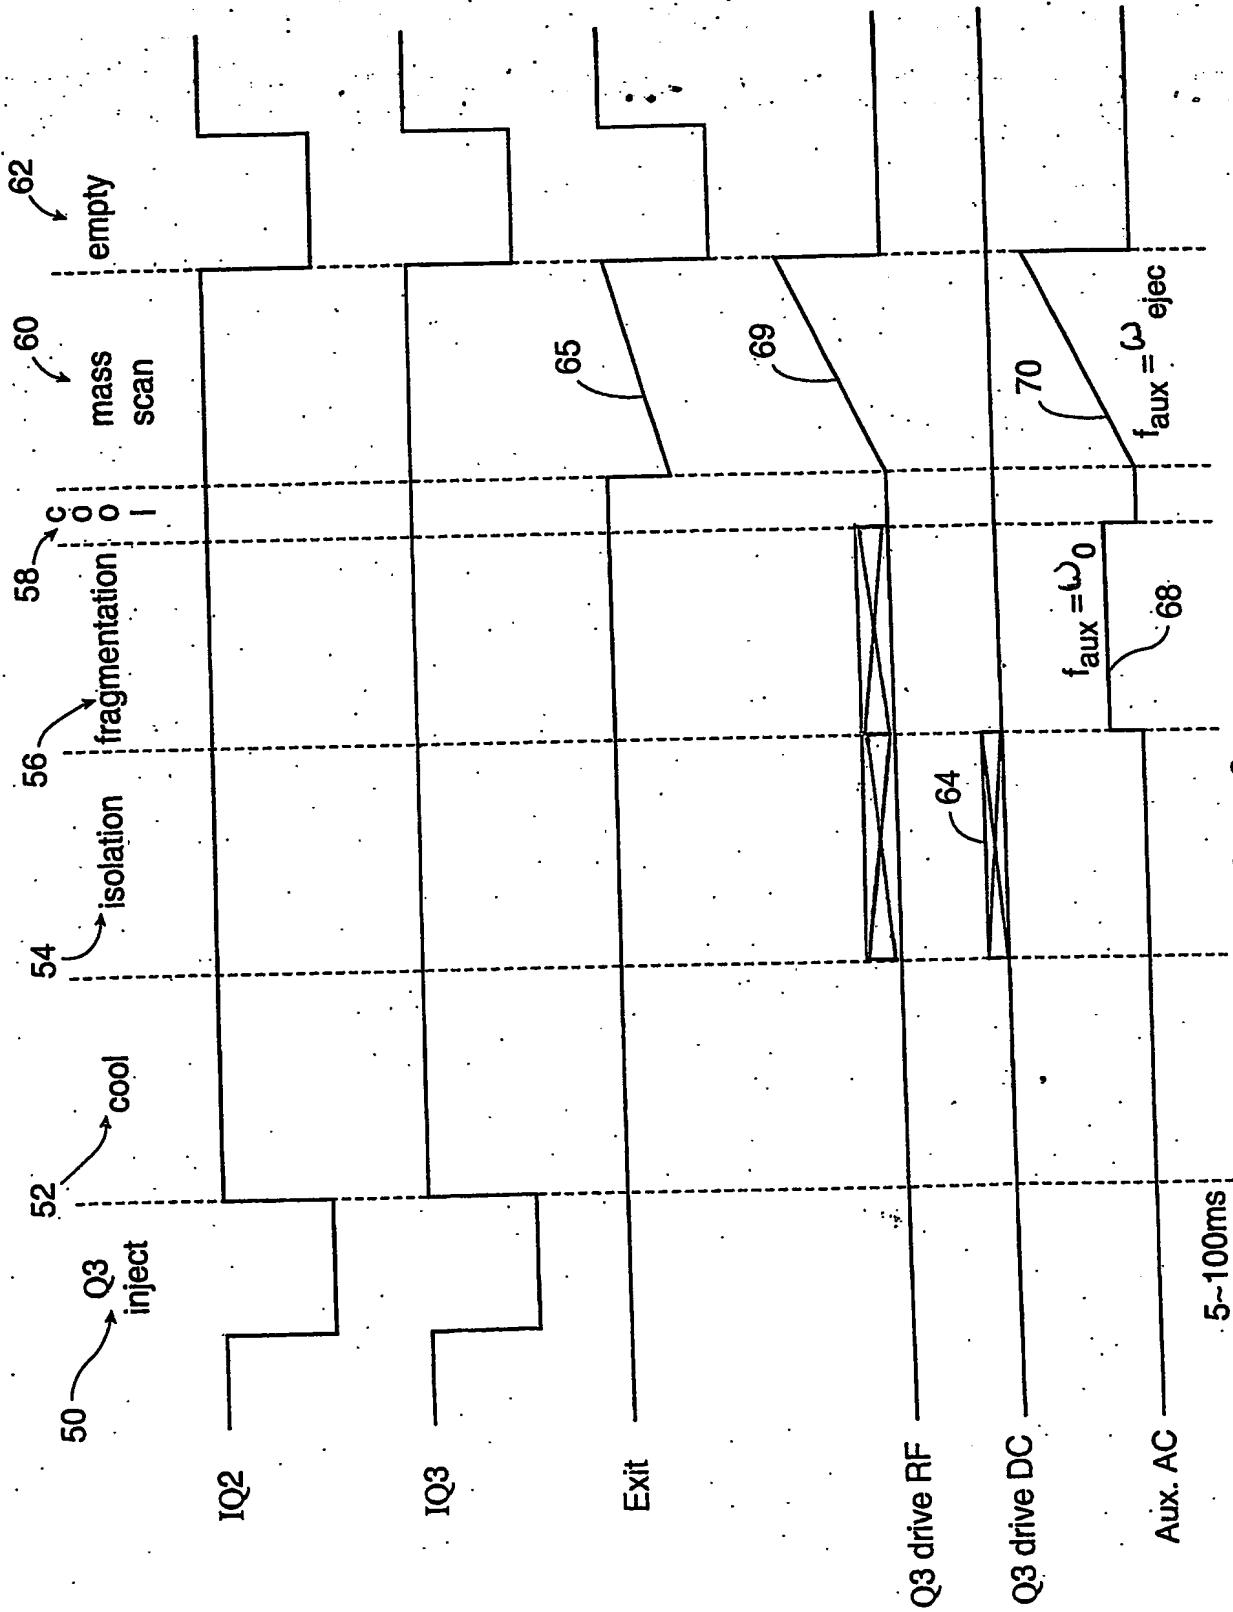 50
Q3
inject
52
cool
54
isolation
56
fragmentation
58
cool
60
mass
scan
62
empty
IQ2
IQ3
Exit
65
Q3 drive RF
69
Q3 drive DC
64
Aux. AC
f_aux = ω_0
68
70
f_aux = ω_ejec
5~100ms